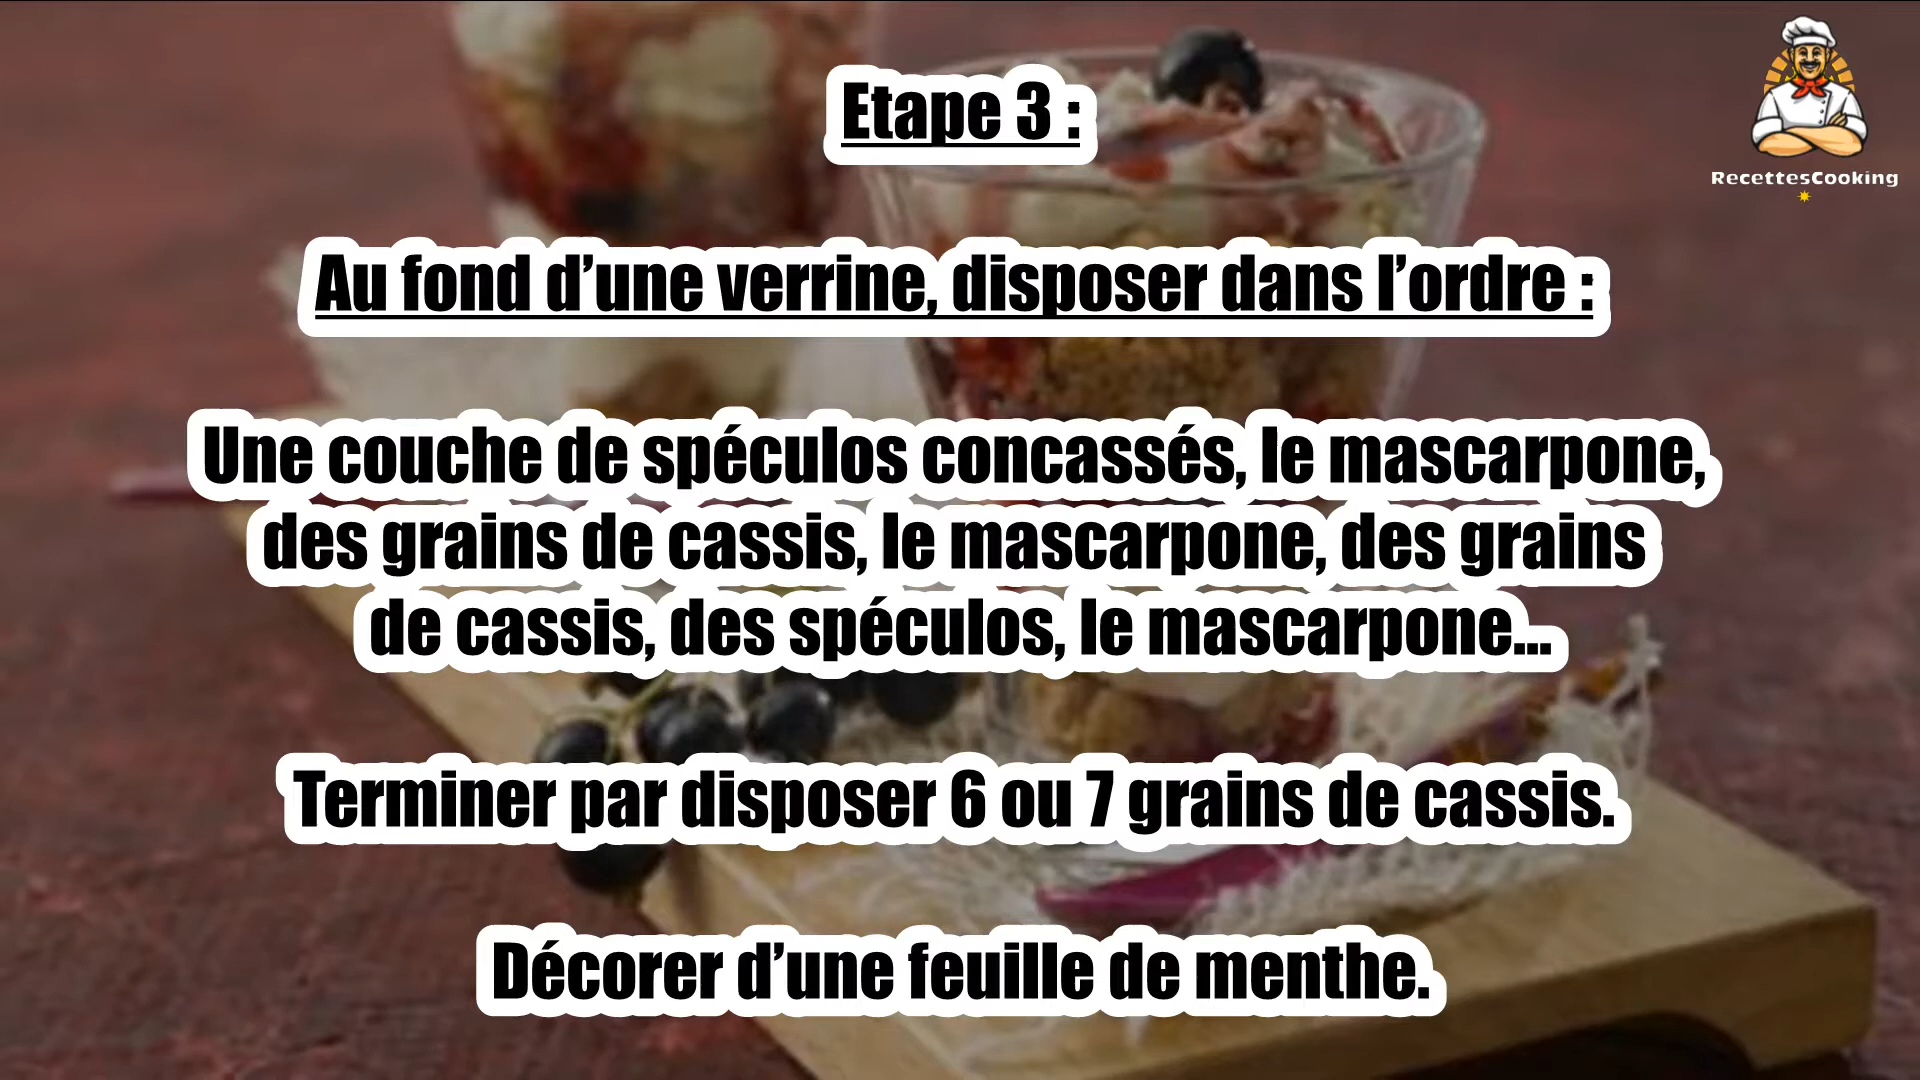 Etape 3 :
RecettesCooking
Au fond d’une verrine, disposer dans l’ordre :
Une couche de spéculos concassés, le mascarpone,
des grains de cassis, le mascarpone, des grains
de cassis, des spéculos, le mascarpone...
Terminer par disposer 6 ou 7 grains de cassis.
Décorer d’une feuille de menthe.